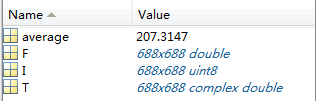 Name Value
average 207.3147
F 688x688 double
I 688x688 uint8
T 688x688 complex double